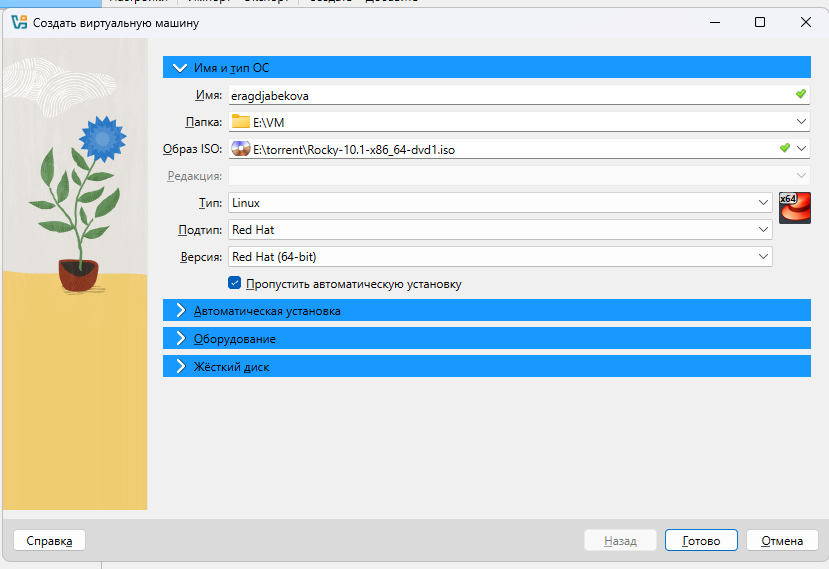 Создать виртуальную машину
Имя и тип ОС
Имя: eragdjabekova
Папка: E:\VM
Образ ISO: E:\torrent\Rocky-10.1-x86_64-dvd1.iso
Редакция:
Тип: Linux
x64
Подтип: Red Hat
Версия: Red Hat (64-bit)
Пропустить автоматическую установку
Автоматическая установка
Оборудование
Жёсткий диск
Справка Назад Готово Отмена